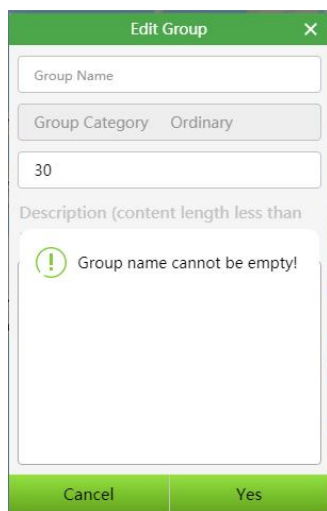 Edit Group
Group Name
Group Category Ordinary
30
Description (content length less than
Group name cannot be empty!
Cancel Yes